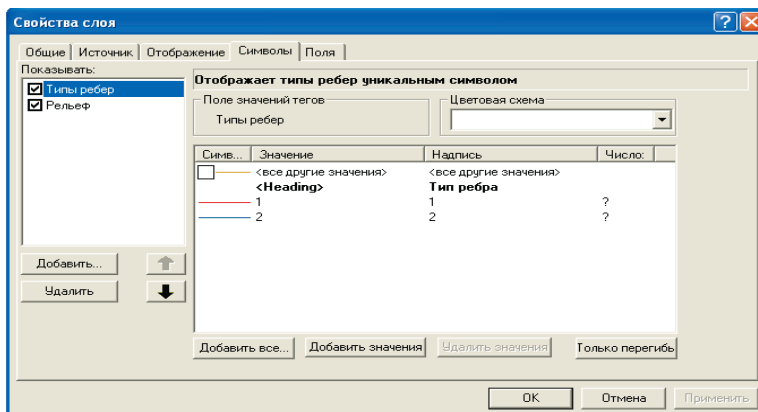 Свойства слоя
Общие Источник Отображение Символы Поля
Показывать:
Типы ребер
Рельеф
Добавить...
Удалить
Отображает типы ребер уникальным символом
Поле значений тегов
Типы ребер
Цветовая схема
Симв... Значение Надпись Число:
<все другие значения> <все другие значения>
<Heading> Тип ребра
1 1 ?
2 2 ?
Добавить все... Добавить значения Удалить значения Только перегибь
OK Отмена Применить